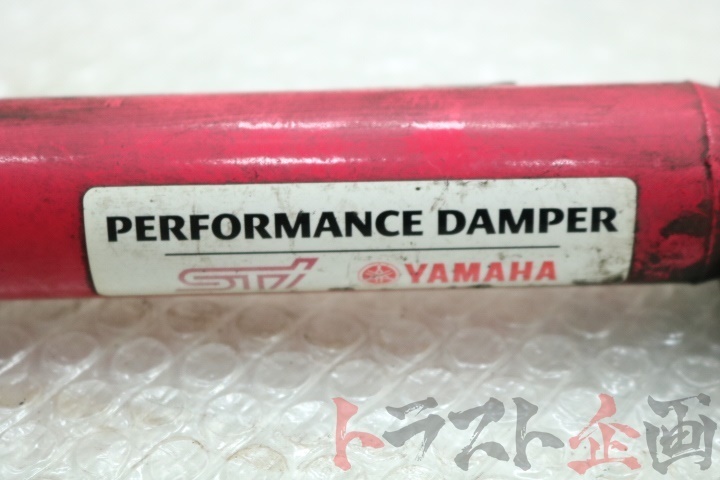 PERFORMANCE DAMPER
STI YAMAHA
トラスト企画